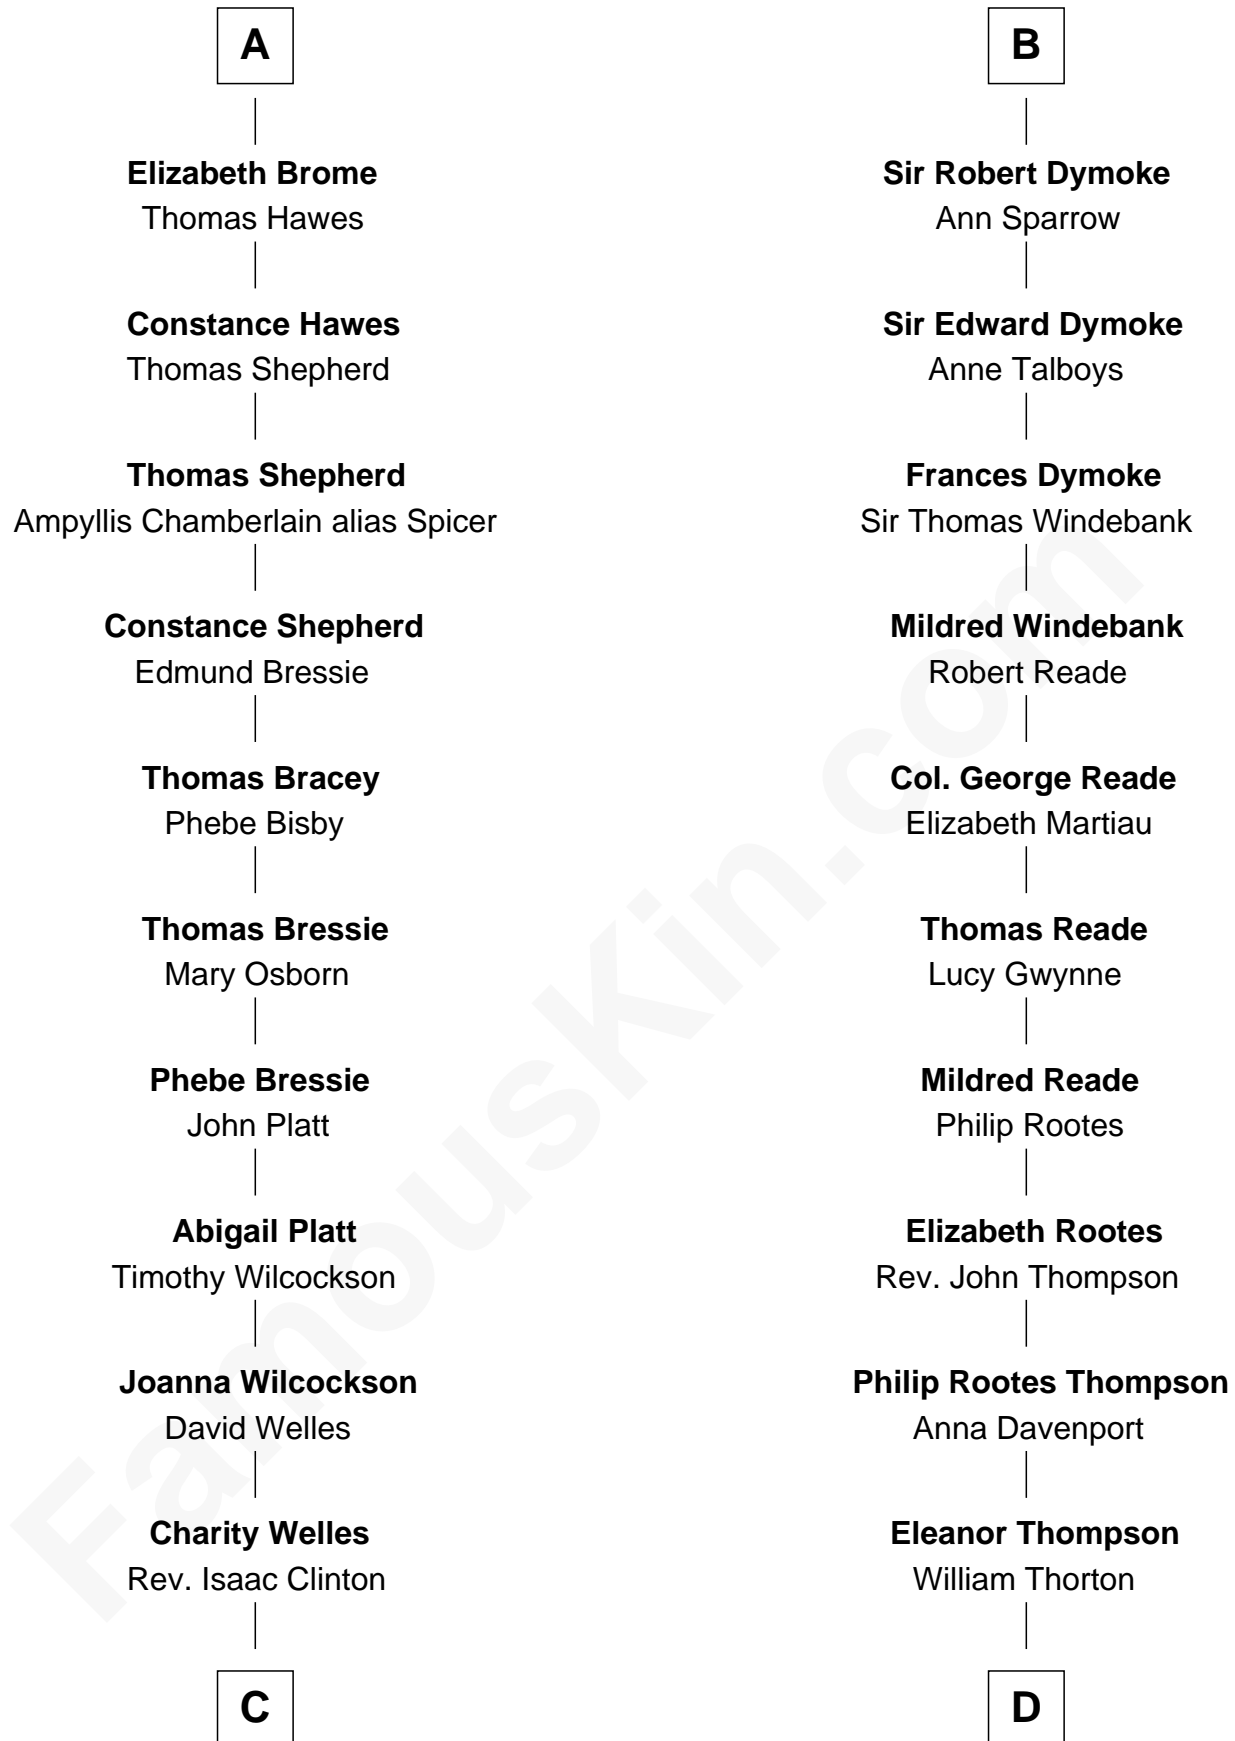 A
Elizabeth Brome
Thomas Hawes
Constance Hawes
Thomas Shepherd
Thomas Shepherd
Ampyllis Chamberlain alias Spicer
Constance Shepherd
Edmund Bressie
Thomas Bracey
Phebe Bisby
Thomas Bressie
Mary Osborn
Phebe Bressie
John Platt
Abigail Platt
Timothy Wilcockson
Joanna Wilcockson
David Welles
Charity Welles
Rev. Isaac Clinton
C
B
Sir Robert Dymoke
Ann Sparrow
Sir Edward Dymoke
Anne Talboys
Frances Dymoke
Sir Thomas Windebank
Mildred Windebank
Robert Reade
Col. George Reade
Elizabeth Martiau
Thomas Reade
Lucy Gwynne
Mildred Reade
Philip Rootes
Elizabeth Rootes
Rev. John Thompson
Philip Rootes Thompson
Anna Davenport
Eleanor Thompson
William Thorton
D
FamousKin.com